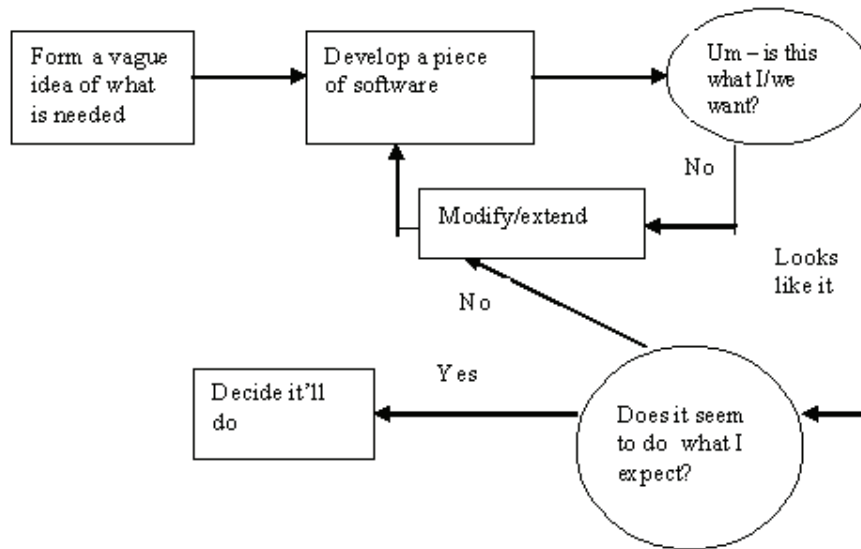 Form a vague
idea of what
is needed
Develop a piece
of software
Um – is this
what I/we
want?
No
Modify/extend
Looks
like it
No
Yes
Decide it’ll
do
Does it seem
to do what I
expect?